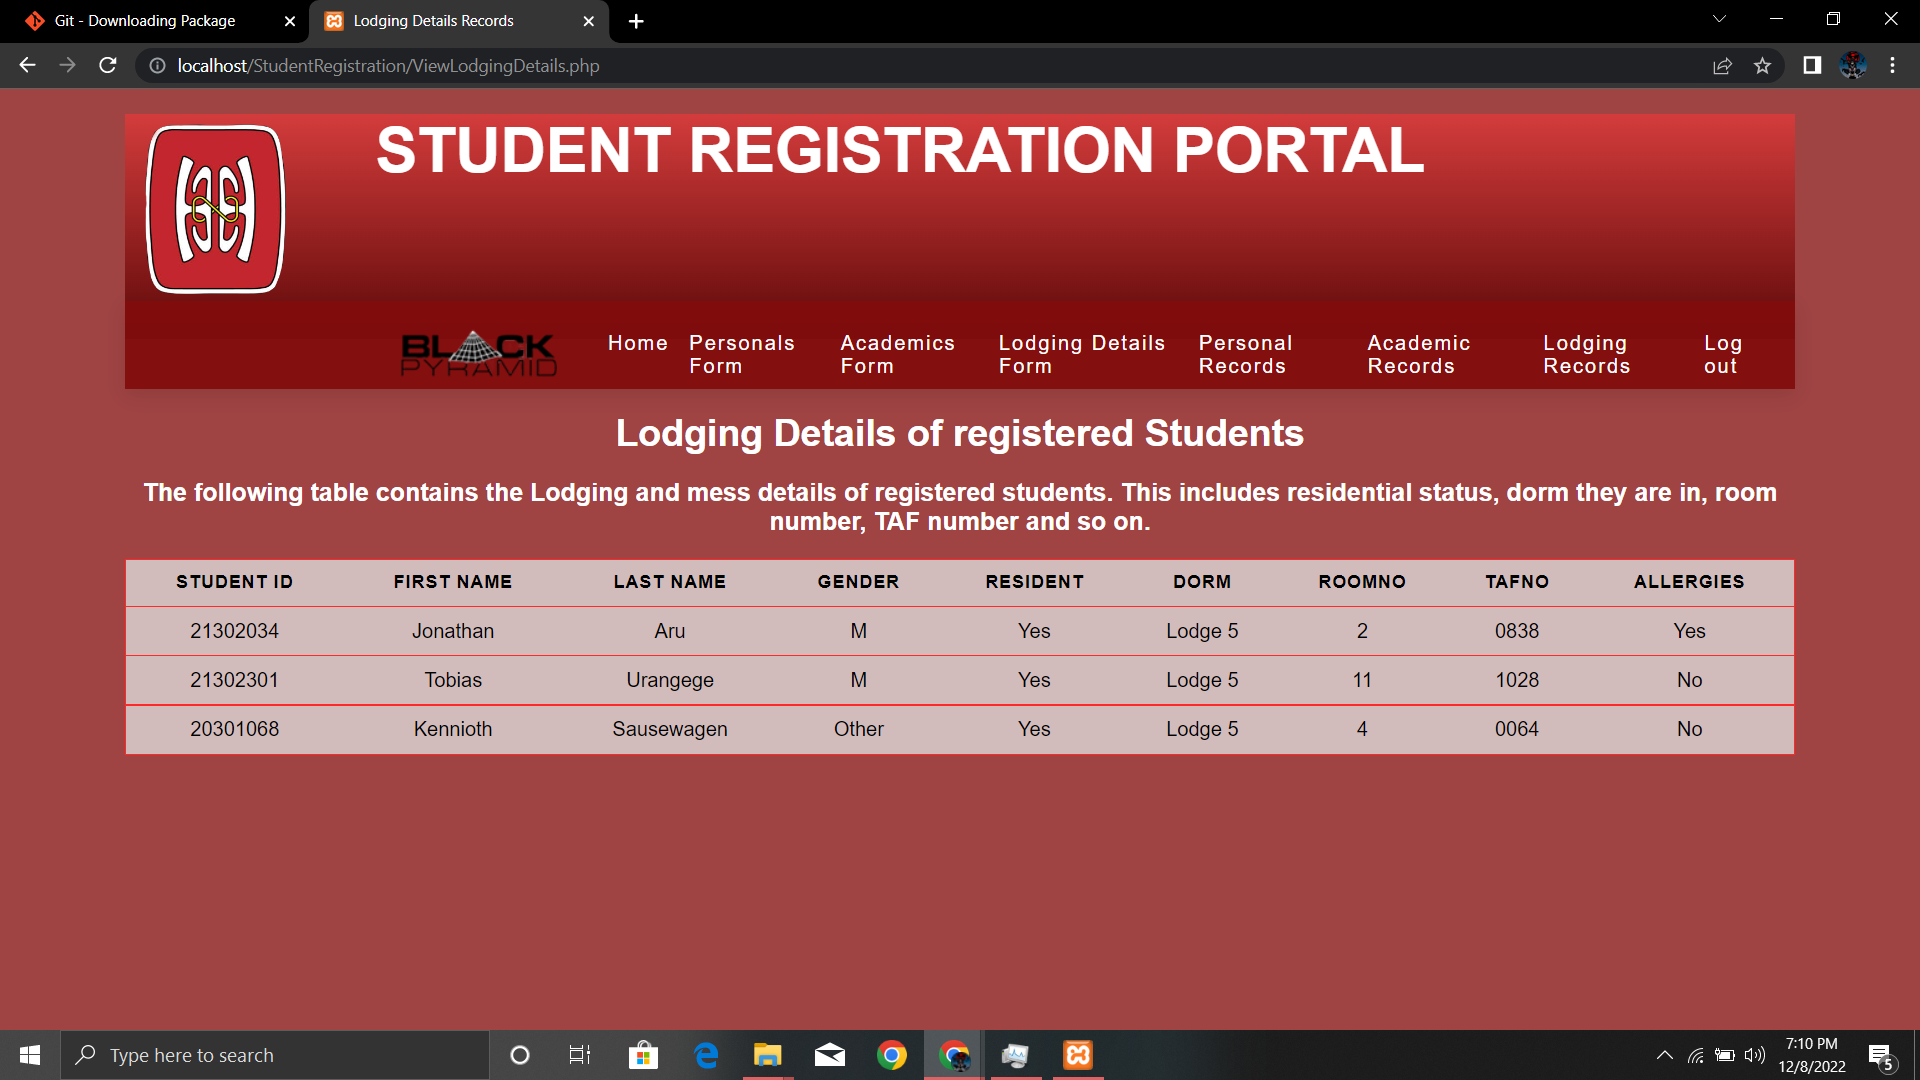 Git - Downloading Package
Lodging Details Records
localhost/StudentRegistration/ViewLodgingDetails.php
STUDENT REGISTRATION PORTAL
BLACK
PYRAMID
Home
Personals
Form
Academics
Form
Lodging Details
Form
Personal
Records
Academic
Records
Lodging
Records
Log
out
Lodging Details of registered Students
The following table contains the Lodging and mess details of registered students. This includes residential status, dorm they are in, room
number, TAF number and so on.
STUDENT ID FIRST NAME LAST NAME GENDER RESIDENT DORM ROOMNO TAFNO ALLERGIES
21302034 Jonathan Aru M Yes Lodge 5 2 0838 Yes
21302301 Tobias Urangege M Yes Lodge 5 11 1028 No
20301068 Kennioth Sausewagen Other Yes Lodge 5 4 0064 No
Type here to search
7:10 PM
12/8/2022
5